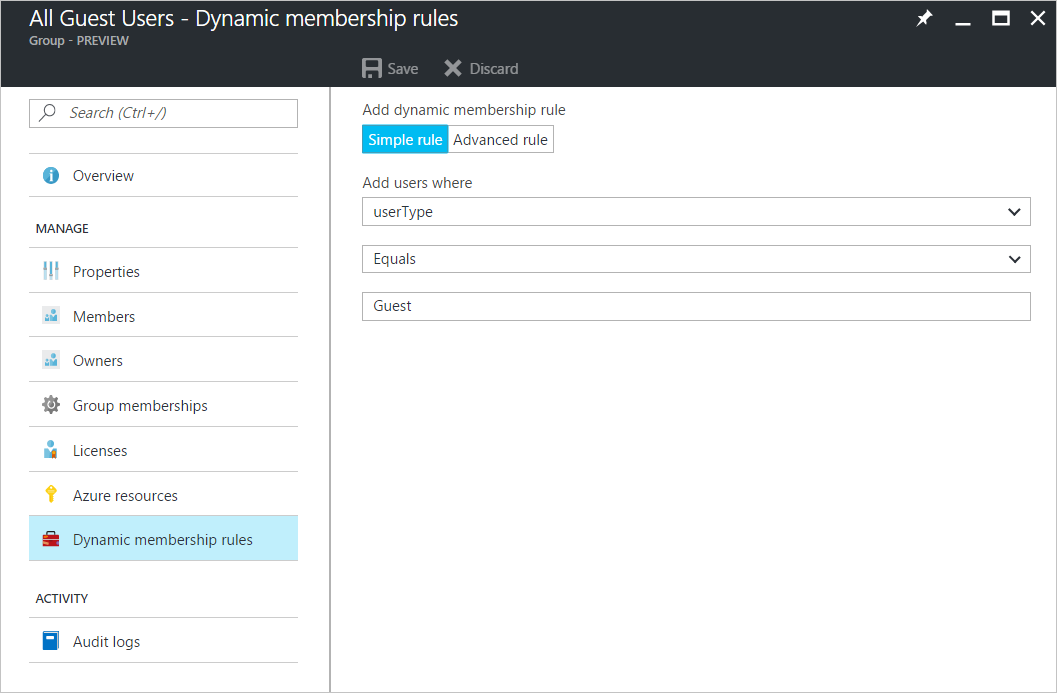 All Guest Users - Dynamic membership rules
Group - PREVIEW
Save Discard
Search (Ctrl+/)
Overview
MANAGE
Properties
Members
Owners
Group memberships
Licenses
Azure resources
Dynamic membership rules
ACTIVITY
Audit logs
Add dynamic membership rule
Simple rule Advanced rule
Add users where
userType
Equals
Guest